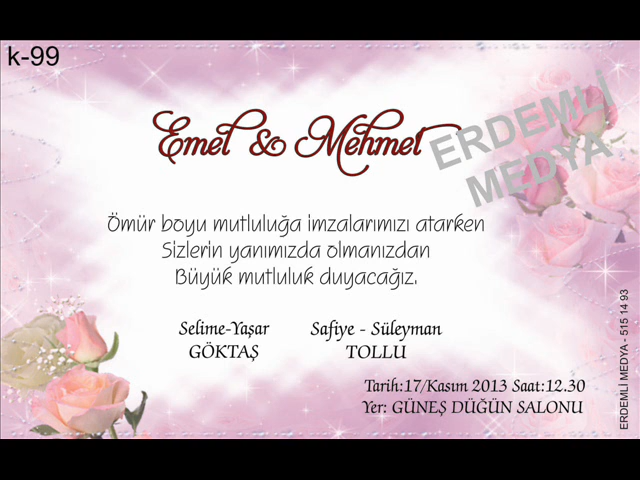 k-99
Emel & Mehmet
ERDEMLİ
MEDYA
Ömür boyu mutluluğa imzalarımızı atarken
Sizlerin yanımızda olmanızdan
Büyük mutluluk duyacağız.
Selime-Yaşar
GÖKTAŞ
Safiye - Süleyman
TOLLU
Tarih:17/Kasım 2013 Saat:12.30
Yer: GÜNEŞ DÜĞÜN SALONU
ERDEMLİ MEDYA - 515 14 93